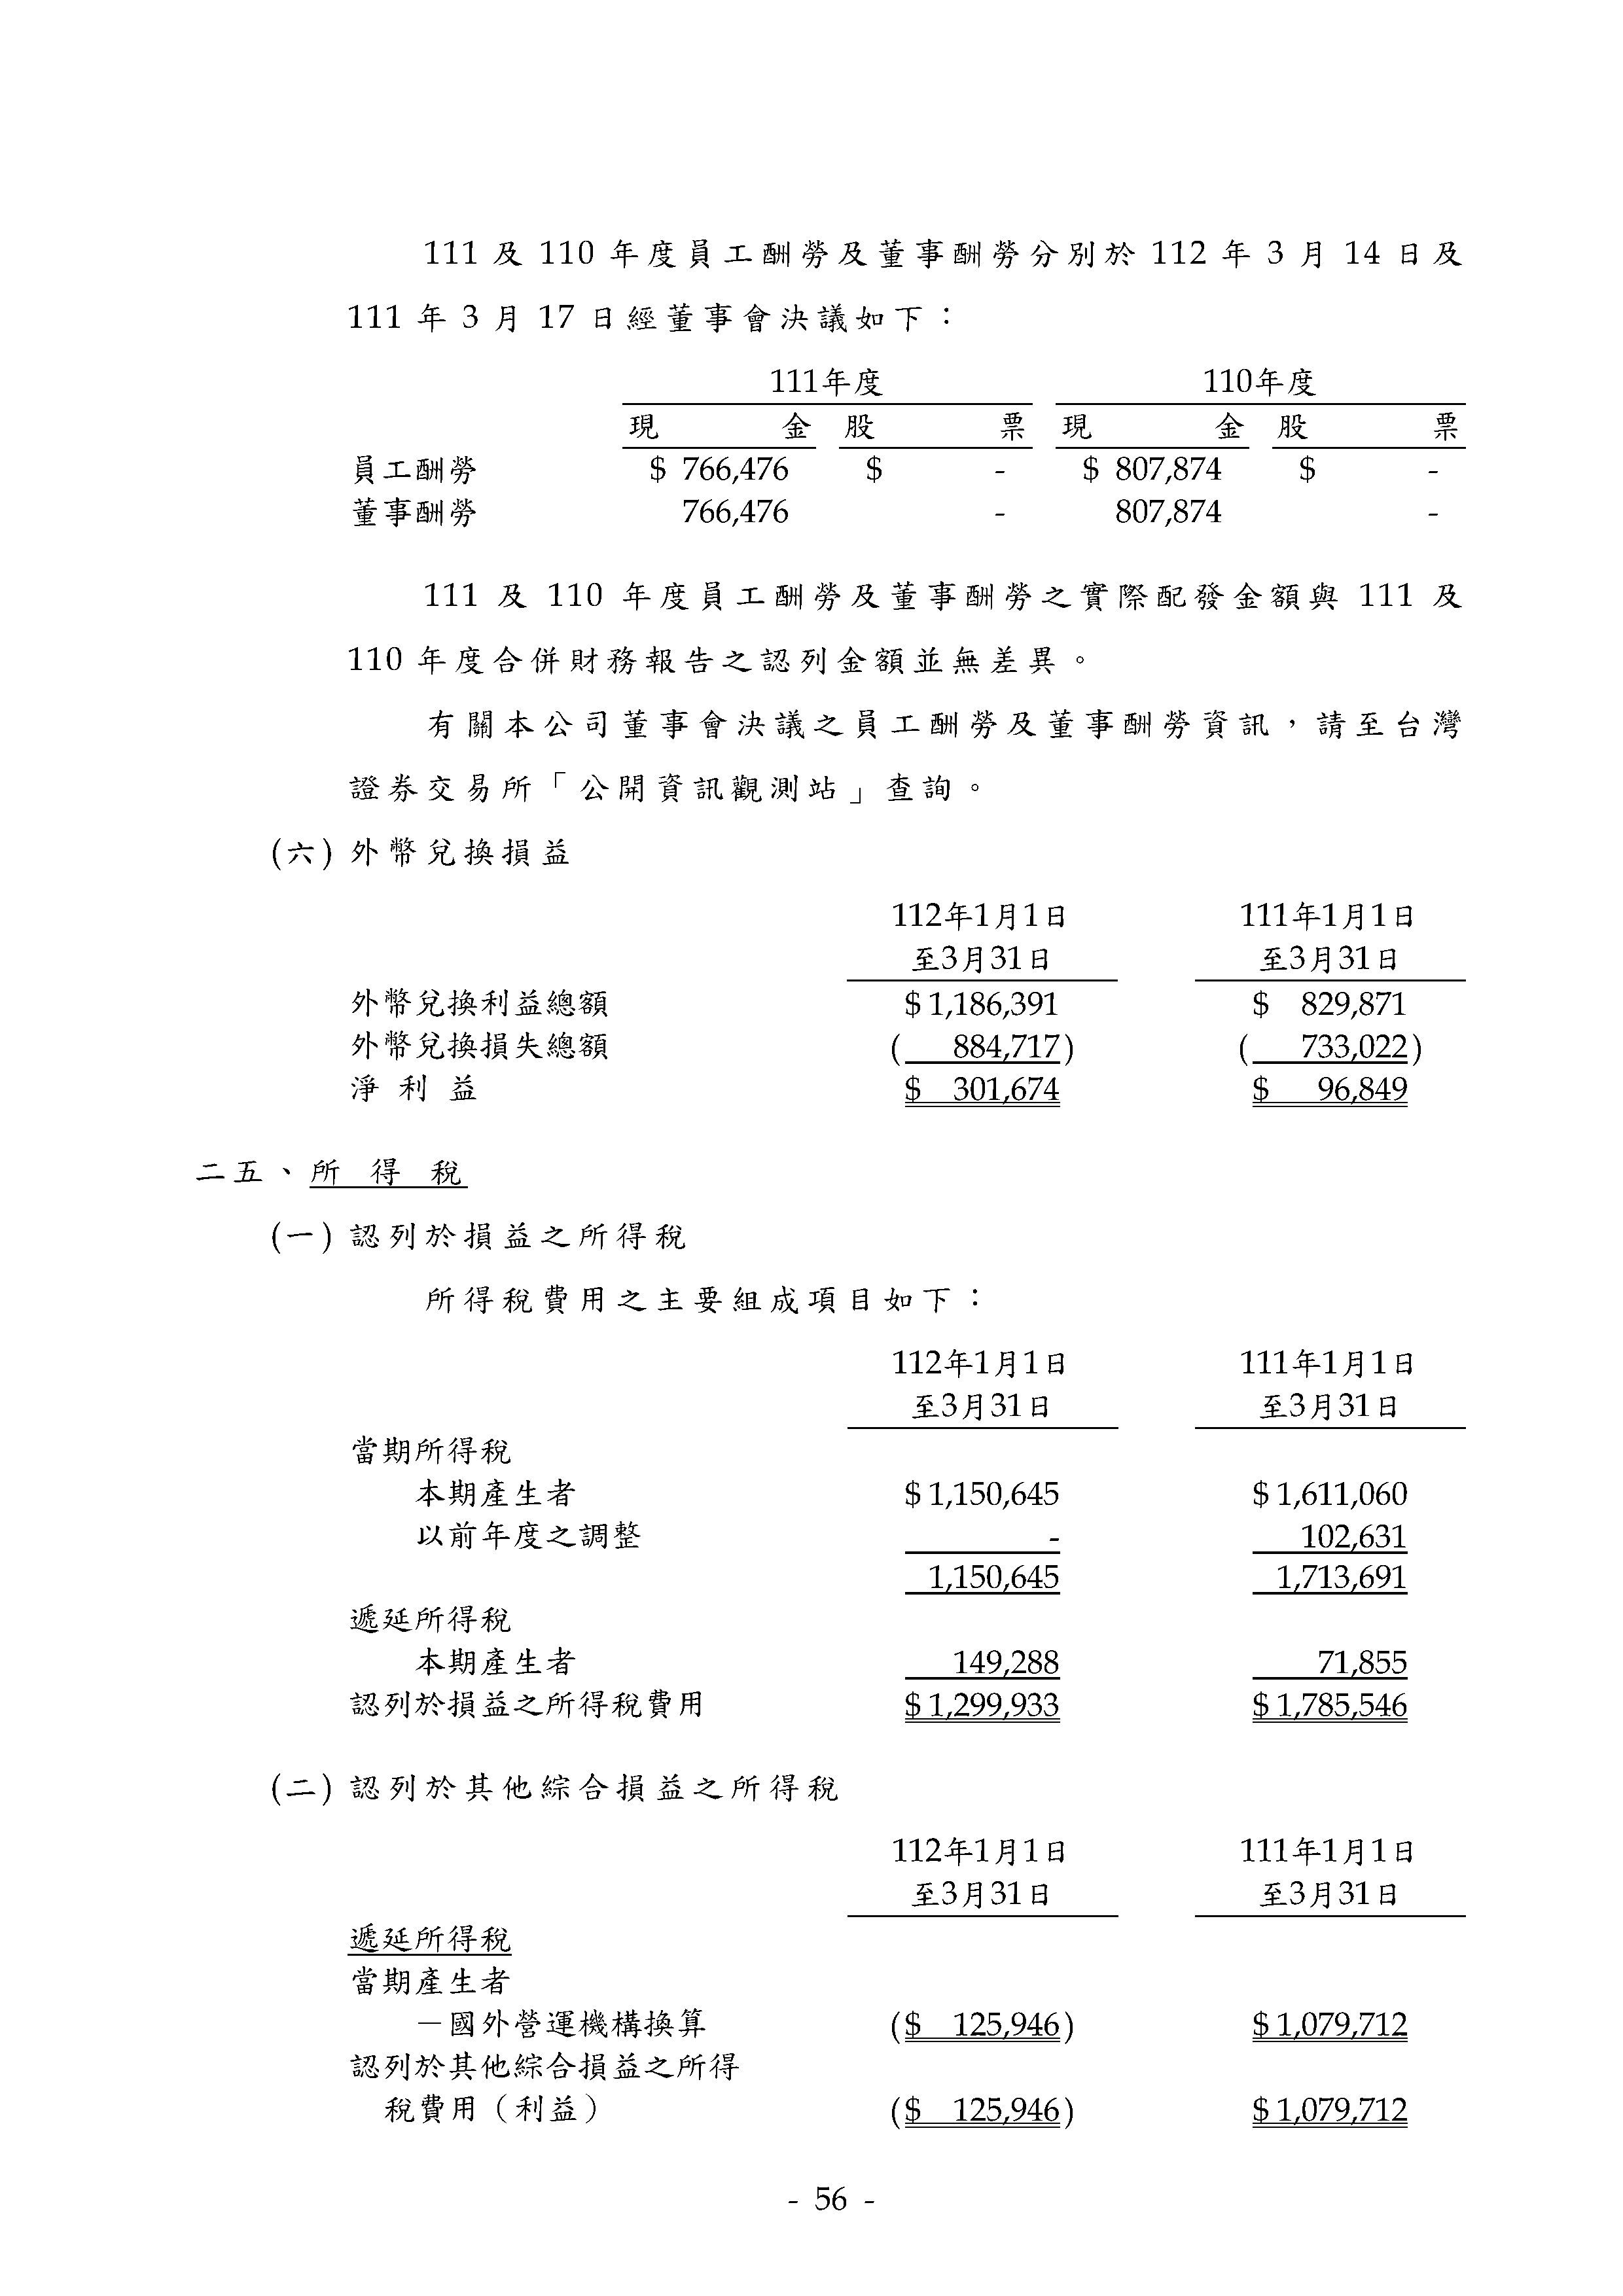 111 及 110 年度員工酬勞及董事酬勞分別於 112 年 3 月 14 日及
111 年 3 月 17 日經董事會決議如下：
111年度 110年度
現 金 股 票 現 金 股 票
員工酬勞 $ 766,476 $ - $ 807,874 $ -
董事酬勞 766,476 - 807,874 -
111 及 110 年度員工酬勞及董事酬勞之實際配發金額與 111 及
110 年度合併財務報告之認列金額並無差異。
有關本公司董事會決議之員工酬勞及董事酬勞資訊，請至台灣
證券交易所「公開資訊觀測站」查詢。
(六) 外幣兌換損益
112年1月1日 111年1月1日
至3月31日 至3月31日
外幣兌換利益總額 $ 1,186,391 $ 829,871
外幣兌換損失總額 ( 884,717) ( 733,022)
淨 利 益 $ 301,674 $ 96,849
二五、所 得 稅
(一) 認列於損益之所得稅
所得稅費用之主要組成項目如下：
112年1月1日 111年1月1日
至3月31日 至3月31日
當期所得稅
本期產生者 $ 1,150,645 $ 1,611,060
以前年度之調整 - 102,631
1,150,645 1,713,691
遞延所得稅
本期產生者 149,288 71,855
認列於損益之所得稅費用 $ 1,299,933 $ 1,785,546
(二) 認列於其他綜合損益之所得稅
112年1月1日 111年1月1日
至3月31日 至3月31日
遞延所得稅
當期產生者
－國外營運機構換算 ($ 125,946) $ 1,079,712
認列於其他綜合損益之所得
稅費用（利益） ($ 125,946) $ 1,079,712
- 56 -